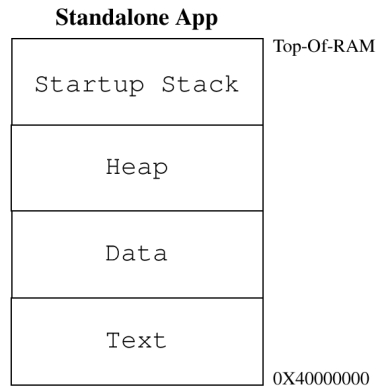 Standalone App
Top-Of-RAM
Startup Stack
Heap
Data
Text
0X40000000